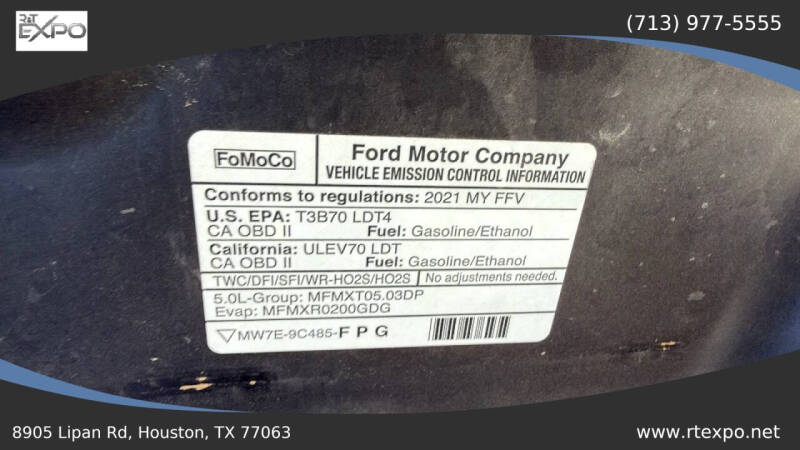 R&T
EXPO
(713) 977-5555
FoMoCo
Ford Motor Company
VEHICLE EMISSION CONTROL INFORMATION
Conforms to regulations: 2021 MY FFV
U.S. EPA: T3B70 LDT4
CA OBD II Fuel: Gasoline/Ethanol
California: ULEV70 LDT
CA OBD II Fuel: Gasoline/Ethanol
TWC/DFI/SFI/WR-HO2S/HO2S No adjustments needed.
5.0L-Group: MFMXT05.03DP
Evap: MFMXR0200GDG
MW7E-9C485-F P G
8905 Lipan Rd, Houston, TX 77063
www.rtexpo.net